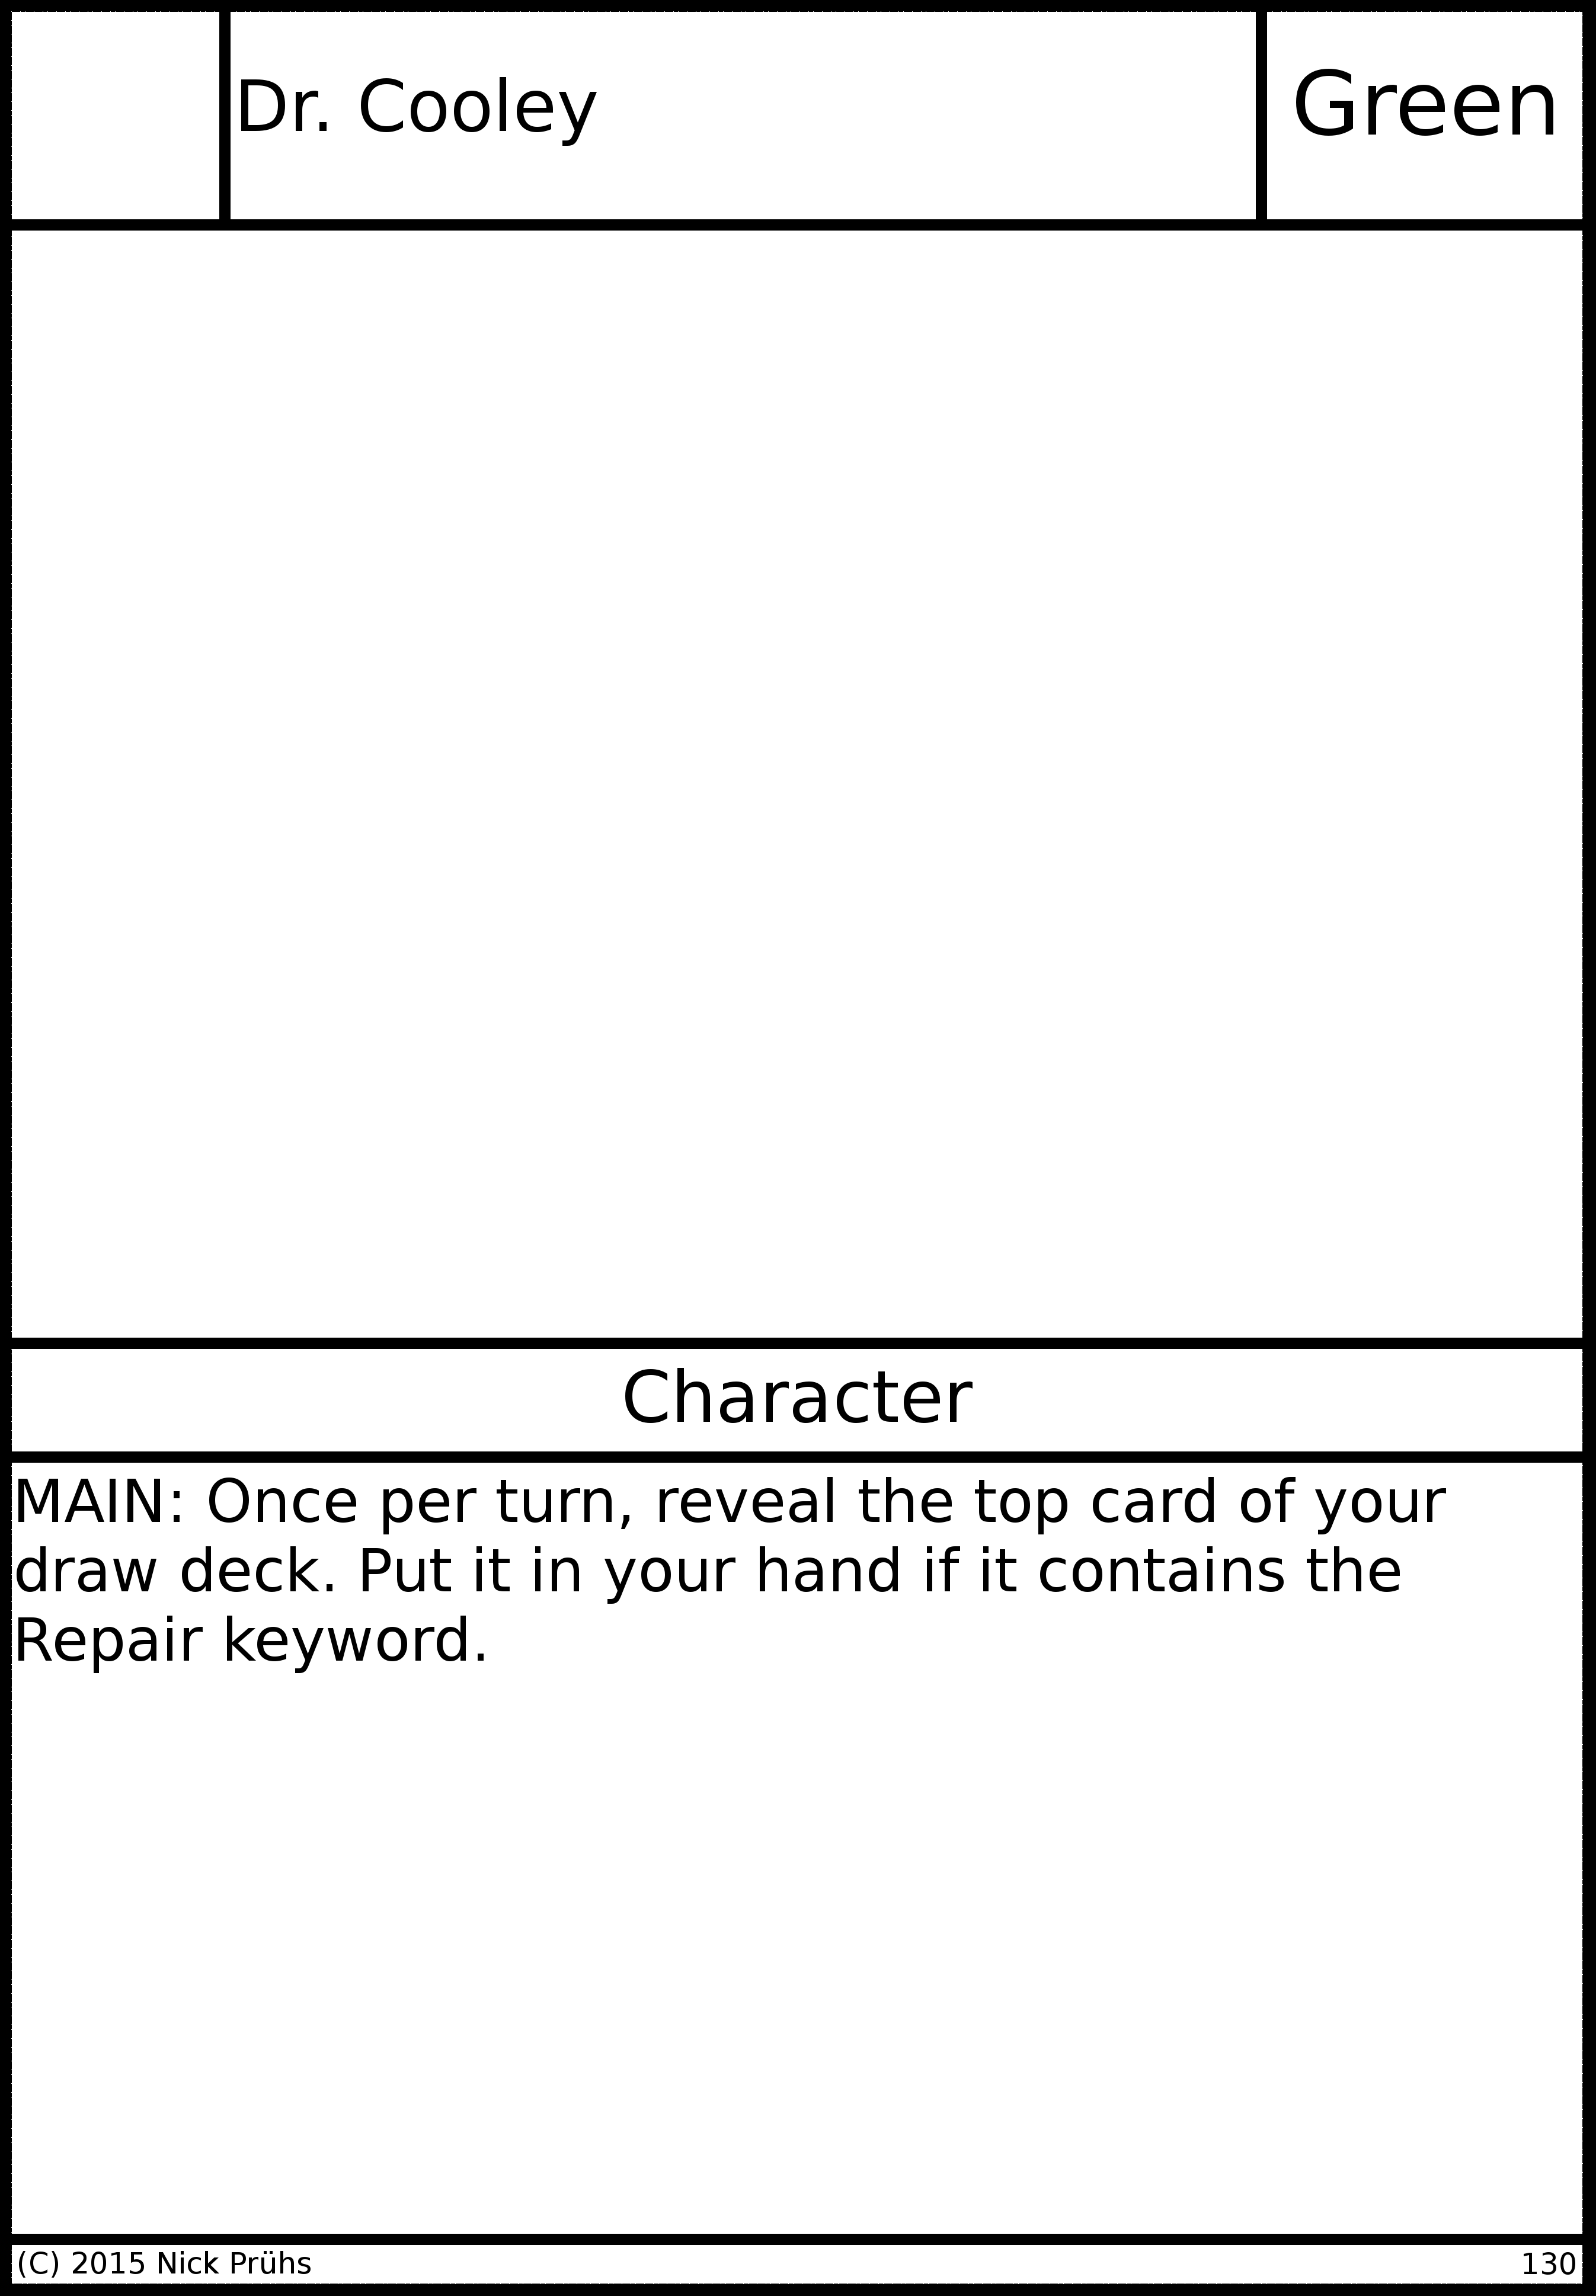 Dr. Cooley
Green
Character
MAIN: Once per turn, reveal the top card of your
draw deck. Put it in your hand if it contains the
Repair keyword.
(C) 2015 Nick Prühs
130